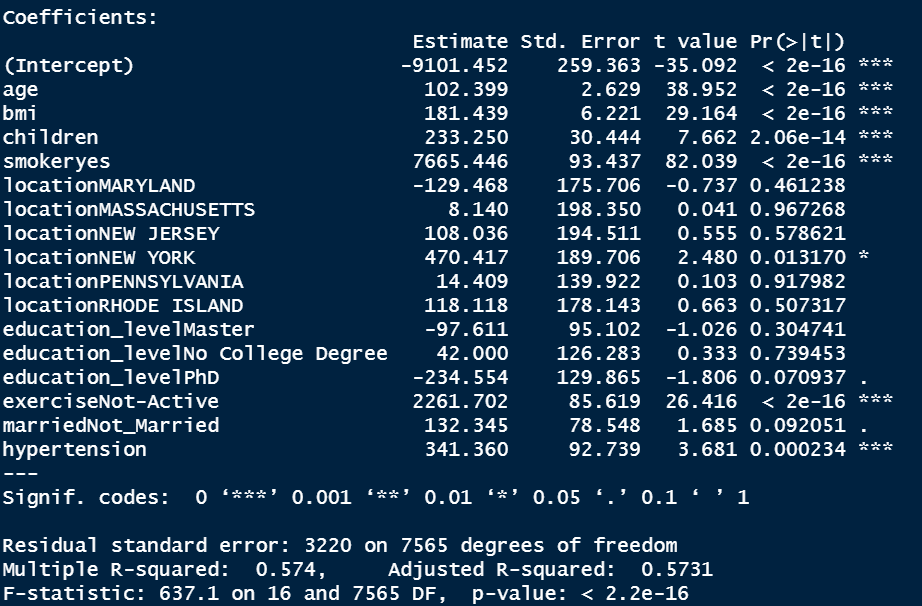 Coefficients:
                              Estimate Std. Error t value Pr(>|t|)
(Intercept)                  -9101.452    259.363 -35.092  < 2e-16 ***
age                            102.399      2.629  38.952  < 2e-16 ***
bmi                            181.439      6.221  29.164  < 2e-16 ***
children                       233.250     30.444   7.662 2.06e-14 ***
smokeryes                     7665.446     93.437  82.039  < 2e-16 ***
locationMARYLAND              -129.468    175.706  -0.737 0.461238
locationMASSACHUSETTS            8.140    198.350   0.041 0.967268
locationNEW JERSEY             108.036    194.511   0.555 0.578621
locationNEW YORK               470.417    189.706   2.480 0.013170 *
locationPENNSYLVANIA            14.409    139.922   0.103 0.917982
locationRHODE ISLAND           118.118    178.143   0.663 0.507317
education_levelMaster          -97.611     95.102  -1.026 0.304741
education_levelNo College Degree    42.000    126.283   0.333 0.739453
education_levelPhD            -234.554    129.865  -1.806 0.070937 .
exerciseNot-Active            2261.702     85.619  26.416  < 2e-16 ***
marriedNot_Married             132.345     78.548   1.685 0.092051 .
hypertension                   341.360     92.739   3.681 0.000234 ***
---
Signif. codes:  0 ‘***’ 0.001 ‘**’ 0.01 ‘*’ 0.05 ‘.’ 0.1 ‘ ’ 1

Residual standard error: 3220 on 7565 degrees of freedom
Multiple R-squared:  0.574,	Adjusted R-squared:  0.5731
F-statistic: 637.1 on 16 and 7565 DF,  p-value: < 2.2e-16